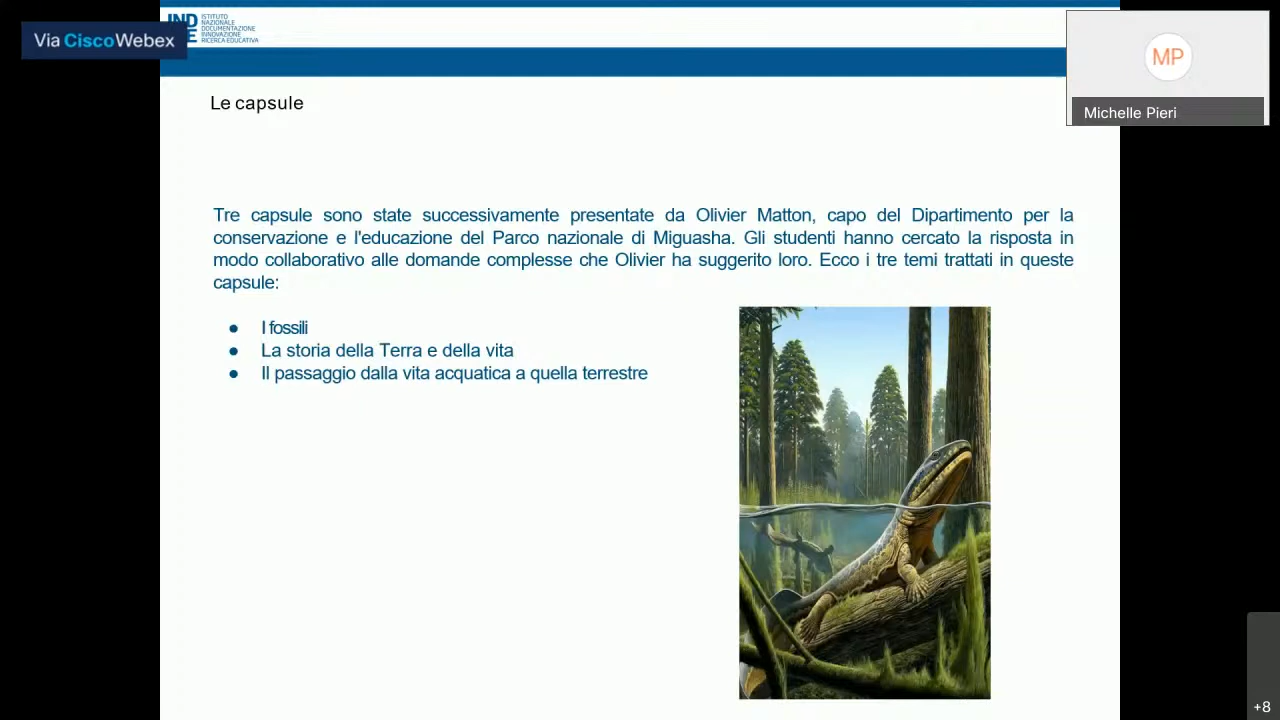 IND
ISTITUTO
NAZIONALE
DOCUMENTAZIONE
INNOVAZIONE
RICERCA EDUCATIVA
E
Via Cisco Webex
MP
Michelle Pieri
Le capsule
Tre capsule sono state successivamente presentate da Olivier Matton, capo del Dipartimento per la
conservazione e l'educazione del Parco nazionale di Miguasha. Gli studenti hanno cercato la risposta in
modo collaborativo alle domande complesse che Olivier ha suggerito loro. Ecco i tre temi trattati in queste
capsule:
● I fossili
● La storia della Terra e della vita
● Il passaggio dalla vita acquatica a quella terrestre
+8